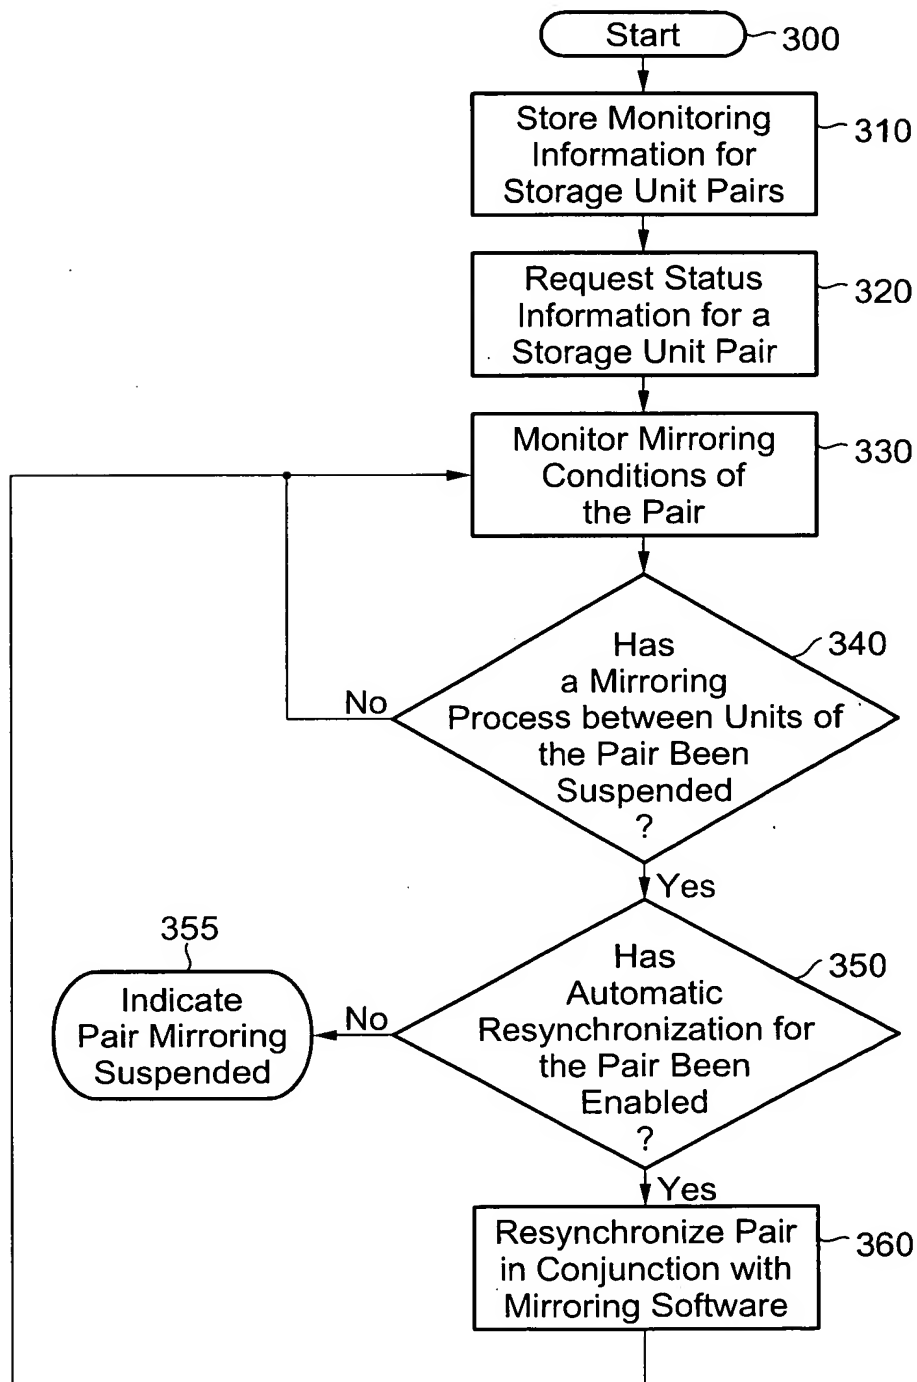 Start
300
Store Monitoring
Information for
Storage Unit Pairs
310
Request Status
Information for a
Storage Unit Pair
320
Monitor Mirroring
Conditions of
the Pair
330
Has
a Mirroring
Process between Units of
the Pair Been
Suspended
?
340
No
Yes
355
Indicate
Pair Mirroring
Suspended
No
Has
Automatic
Resynchronization for
the Pair Been
Enabled
?
350
Yes
Resynchronize Pair
in Conjunction with
Mirroring Software
360